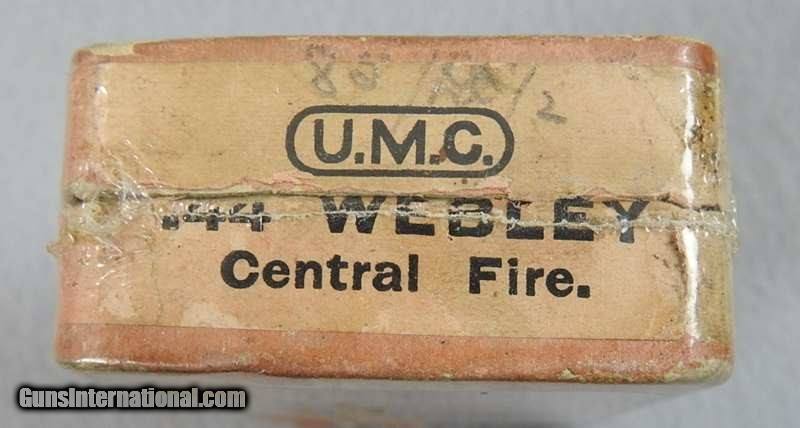 U.M.C.
.44 WEBLEY
Central Fire.
GunsInternational.com